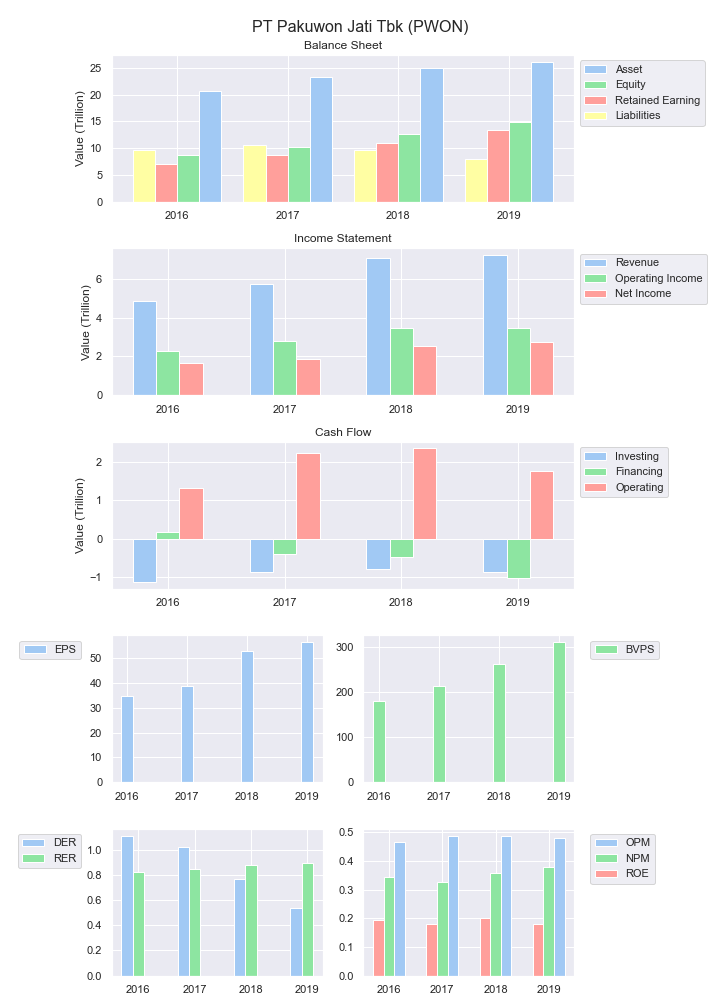 PT Pakuwon Jati Tbk (PWON)
Balance Sheet
Value (Trillion)
25
20
15
10
5
0
2016 2017 2018 2019
Asset
Equity
Retained Earning
Liabilities
Income Statement
Value (Trillion)
6
4
2
0
2016 2017 2018 2019
Revenue
Operating Income
Net Income
Cash Flow
Value (Trillion)
2
1
0
−1
2016 2017 2018 2019
Investing
Financing
Operating
EPS
50
40
30
20
10
0
2016 2017 2018 2019
300
200
100
0
2016 2017 2018 2019
BVPS
DER
RER
1.0
0.8
0.6
0.4
0.2
0.0
2016 2017 2018 2019
0.5
0.4
0.3
0.2
0.1
0.0
2016 2017 2018 2019
OPM
NPM
ROE